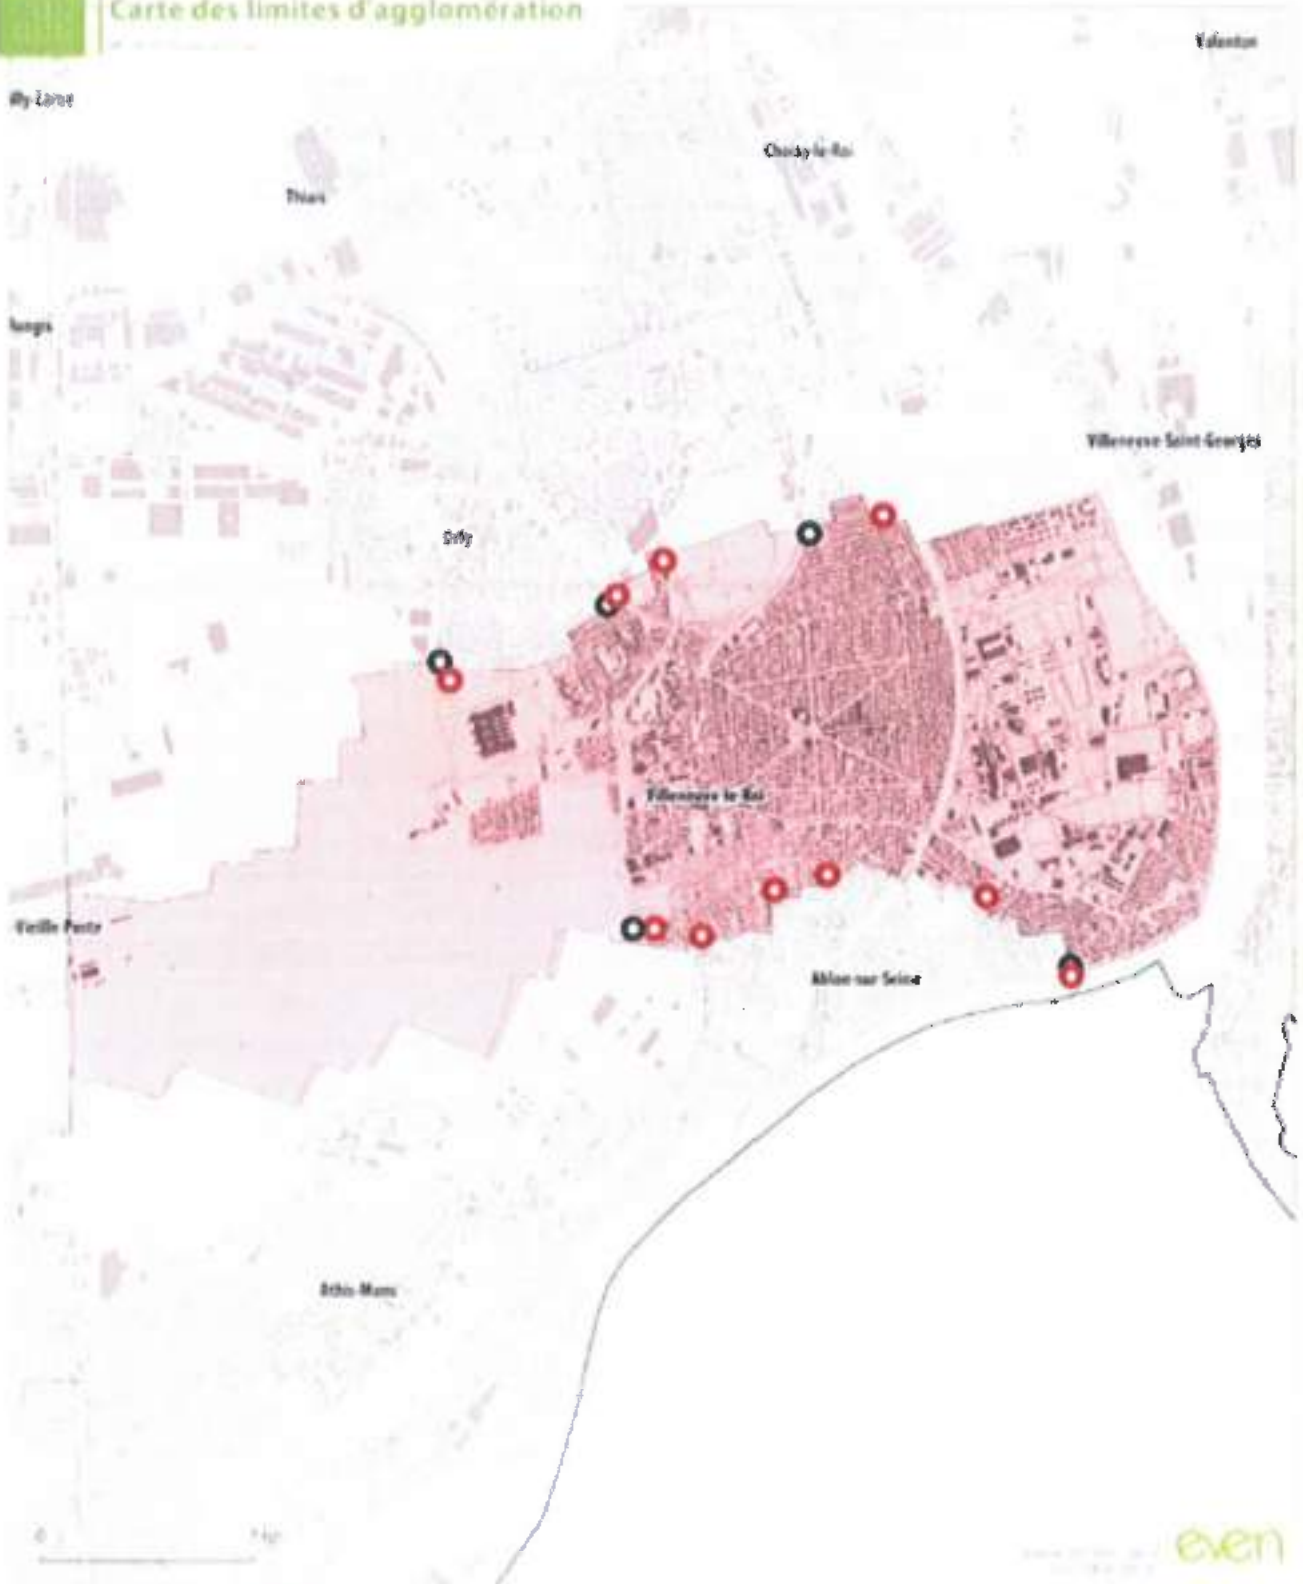 Carte des limites d'agglomération
Valenton
Choisy-le-Roi
Thiais
Villeneuve-Saint-Georges
Orly
Villeneuve-le-Roi
Vieille-Poste
Ablon-sur-Seine
Athis-Mons
0
even